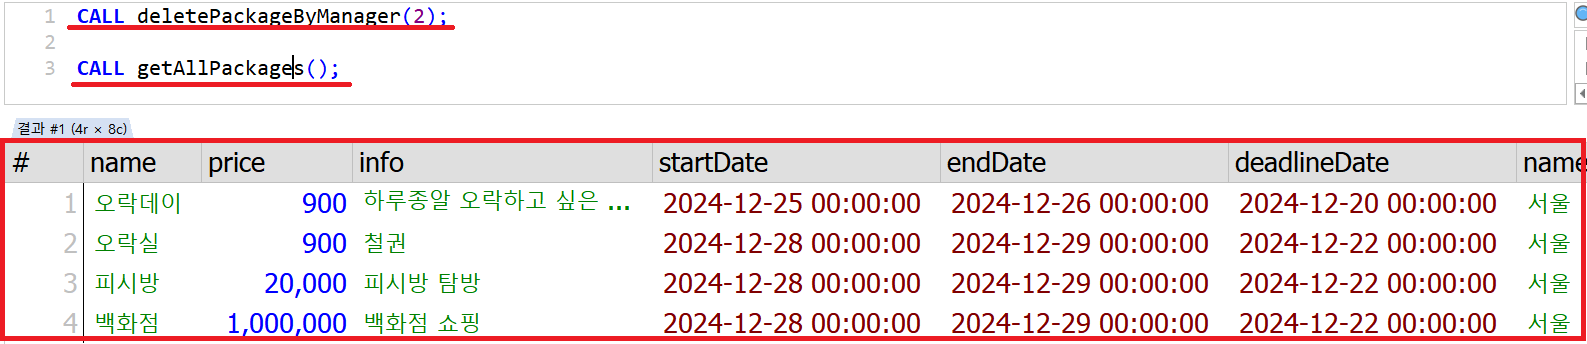 1 CALL deletePackageByManager(2);
2
3 CALL getAllPackages();
결과 #1 (4r × 8c)
# name price info startDate endDate deadlineDate name
1 오락데이 900 하루종알 오락하고 싶은 ... 2024-12-25 00:00:00 2024-12-26 00:00:00 2024-12-20 00:00:00 서울
2 오락실 900 철권 2024-12-28 00:00:00 2024-12-29 00:00:00 2024-12-22 00:00:00 서울
3 피시방 20,000 피시방 탐방 2024-12-28 00:00:00 2024-12-29 00:00:00 2024-12-22 00:00:00 서울
4 백화점 1,000,000 백화점 쇼핑 2024-12-28 00:00:00 2024-12-29 00:00:00 2024-12-22 00:00:00 서울